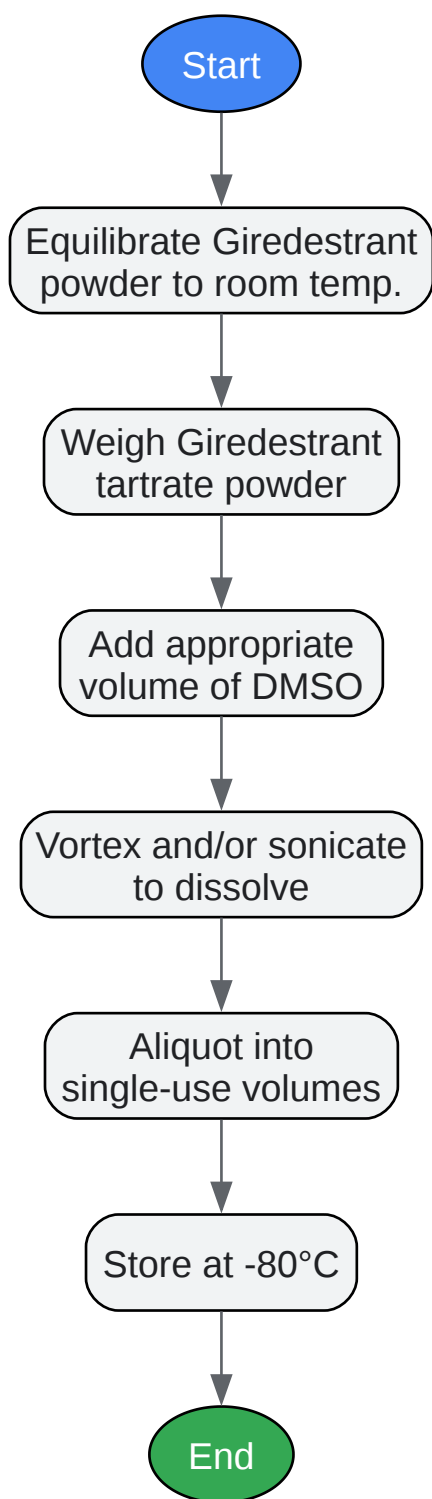 Start
Equilibrate Giredestrant
powder to room temp.
Weigh Giredestrant
tartrate powder
Add appropriate
volume of DMSO
Vortex and/or sonicate
to dissolve
Aliquot into
single-use volumes
Store at -80°C
End